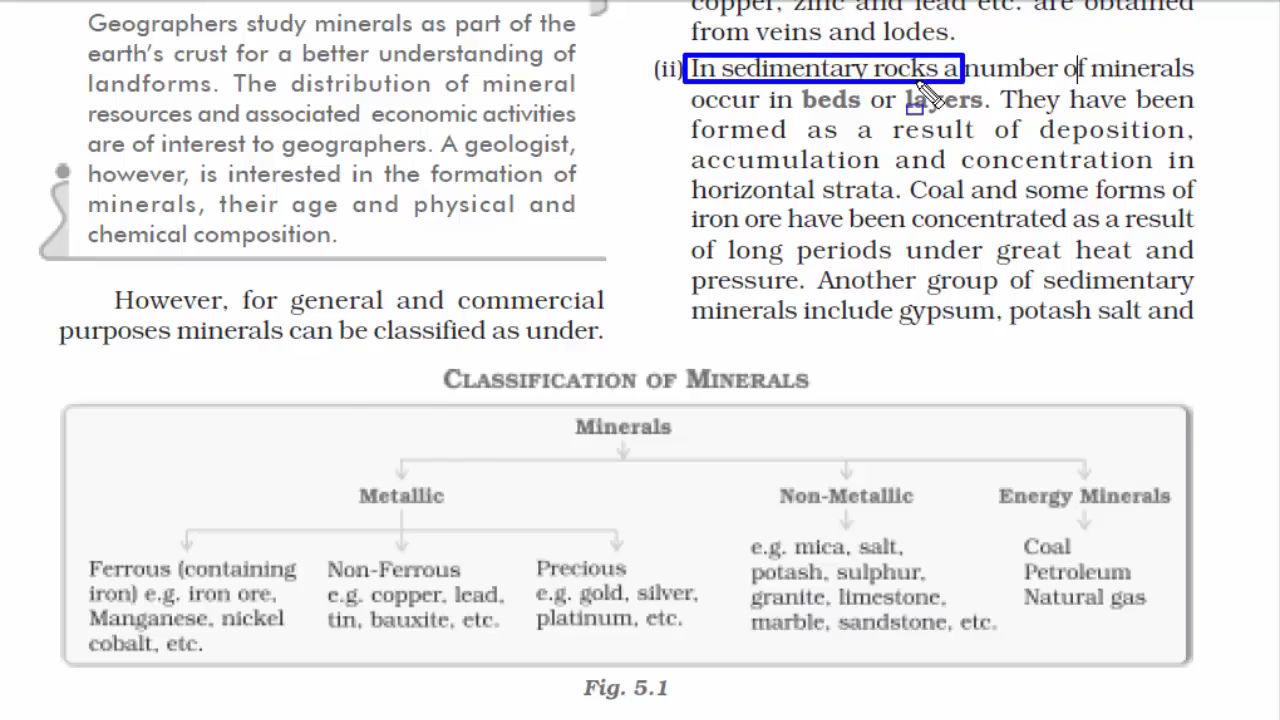 Geographers study minerals as part of the
earth's crust for a better understanding of
landforms. The distribution of mineral
resources and associated economic activities
are of interest to geographers. A geologist,
however, is interested in the formation of
minerals, their age and physical and
chemical composition.
However, for general and commercial
purposes minerals can be classified as under.
copper, zinc and lead etc. are obtained
from veins and lodes.
(ii) In sedimentary rocks a number of minerals
occur in beds or layers. They have been
formed as a result of deposition,
accumulation and concentration in
horizontal strata. Coal and some forms of
iron ore have been concentrated as a result
of long periods under great heat and
pressure. Another group of sedimentary
minerals include gypsum, potash salt and
CLASSIFICATION OF MINERALS
Minerals
Metallic
Non-Metallic
Energy Minerals
Ferrous (containing
iron) e.g. iron ore,
Manganese, nickel
cobalt, etc.
Non-Ferrous
e.g. copper, lead,
tin, bauxite, etc.
Precious
e.g. gold, silver,
platinum, etc.
e.g. mica, salt,
potash, sulphur,
granite, limestone,
marble, sandstone, etc.
Coal
Petroleum
Natural gas
Fig. 5.1